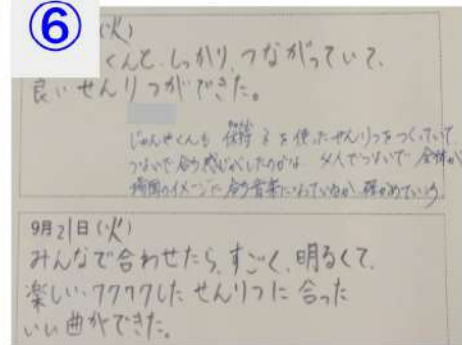 ⑥
(火)
くんと、しっかり、つながっていて、
良いせんりつができた。
じゅんやくんも 保持 を使ったせんりつをつくっていて
つないで合う感じがしたのかな 4人でつないで 全体が
場面のイメージに合う音楽になっているか 確かめていこう
9月21日(火)
みんなで合わせたら、すごく、明るくて、
楽しい、ワクワクした せんりつに 合った
いい曲ができた。